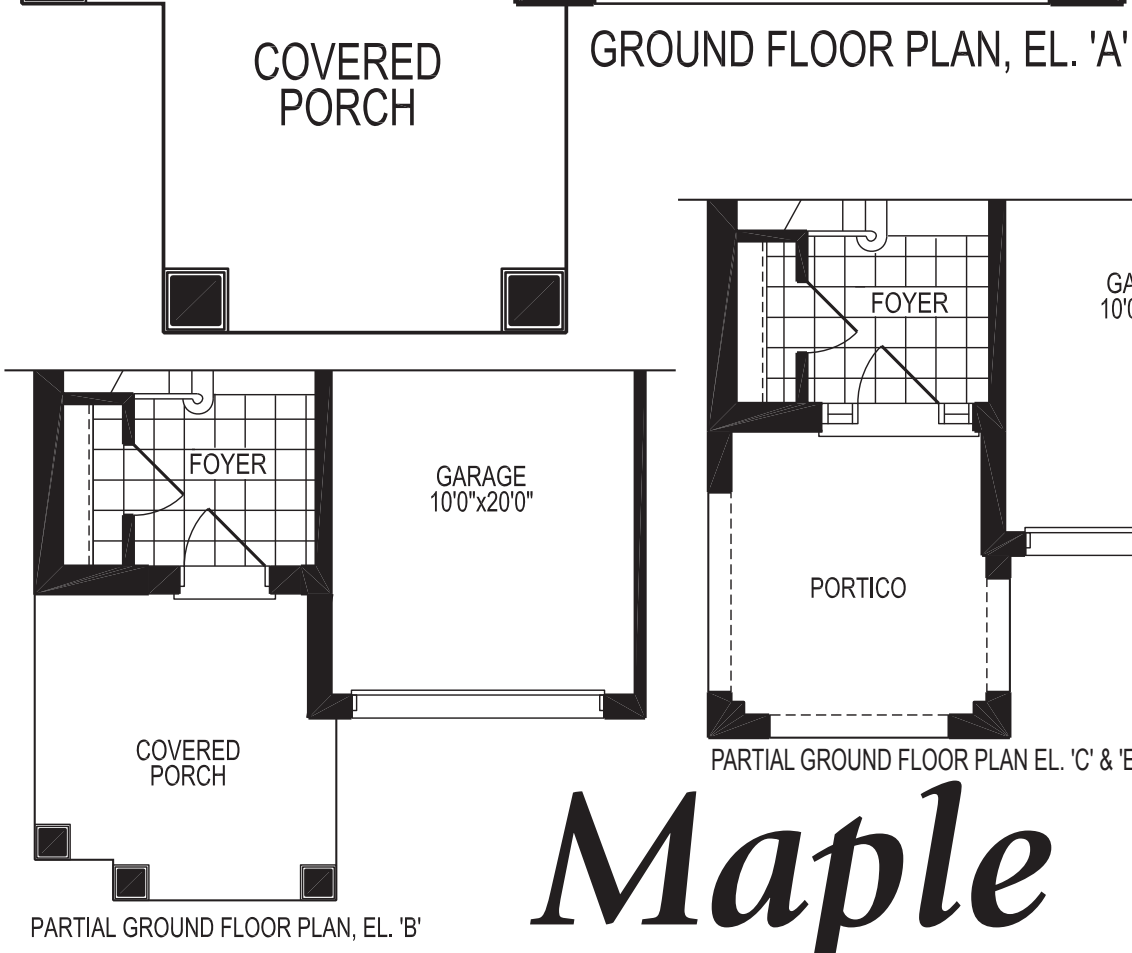 COVERED
PORCH
GROUND FLOOR PLAN, EL. 'A'
FOYER
FOYER
GARAGE
10'0"x20'0"
PORTICO
COVERED
PORCH
PARTIAL GROUND FLOOR PLAN EL. 'C' &
PARTIAL GROUND FLOOR PLAN, EL. 'B'
Maple